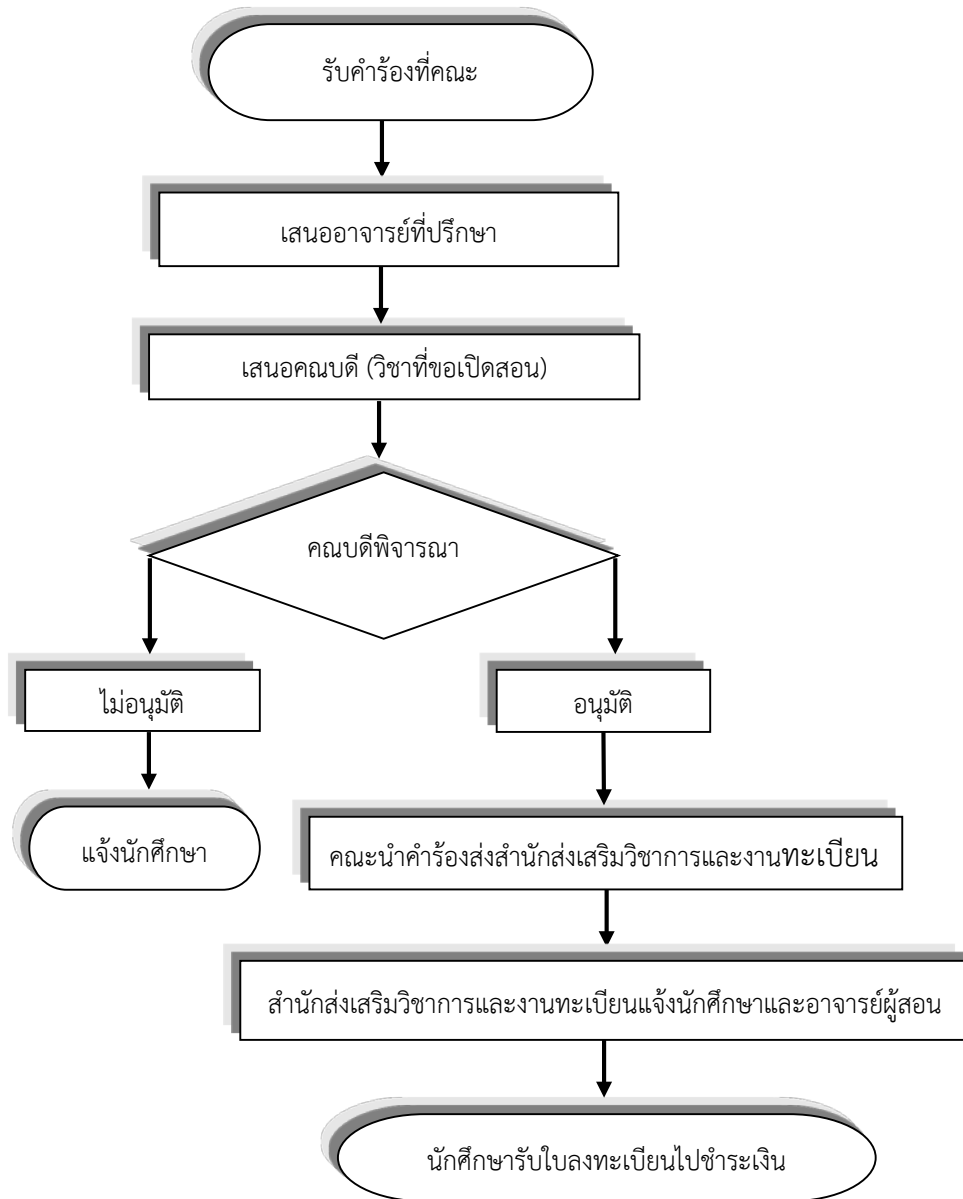 รับคำร้องที่คณะ
เสนออาจารย์ที่ปรึกษา
เสนอคณบดี (วิชาที่ขอเปิดสอน)
คณบดีพิจารณา
ไม่อนุมัติ
อนุมัติ
แจ้งนักศึกษา
คณะนำคำร้องส่งสำนักส่งเสริมวิชาการและงานทะเบียน
สำนักส่งเสริมวิชาการและงานทะเบียนแจ้งนักศึกษาและอาจารย์ผู้สอน
นักศึกษารับใบลงทะเบียนไปชำระเงิน